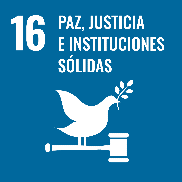 16 PAZ, JUSTICIA
E INSTITUCIONES
SÓLIDAS